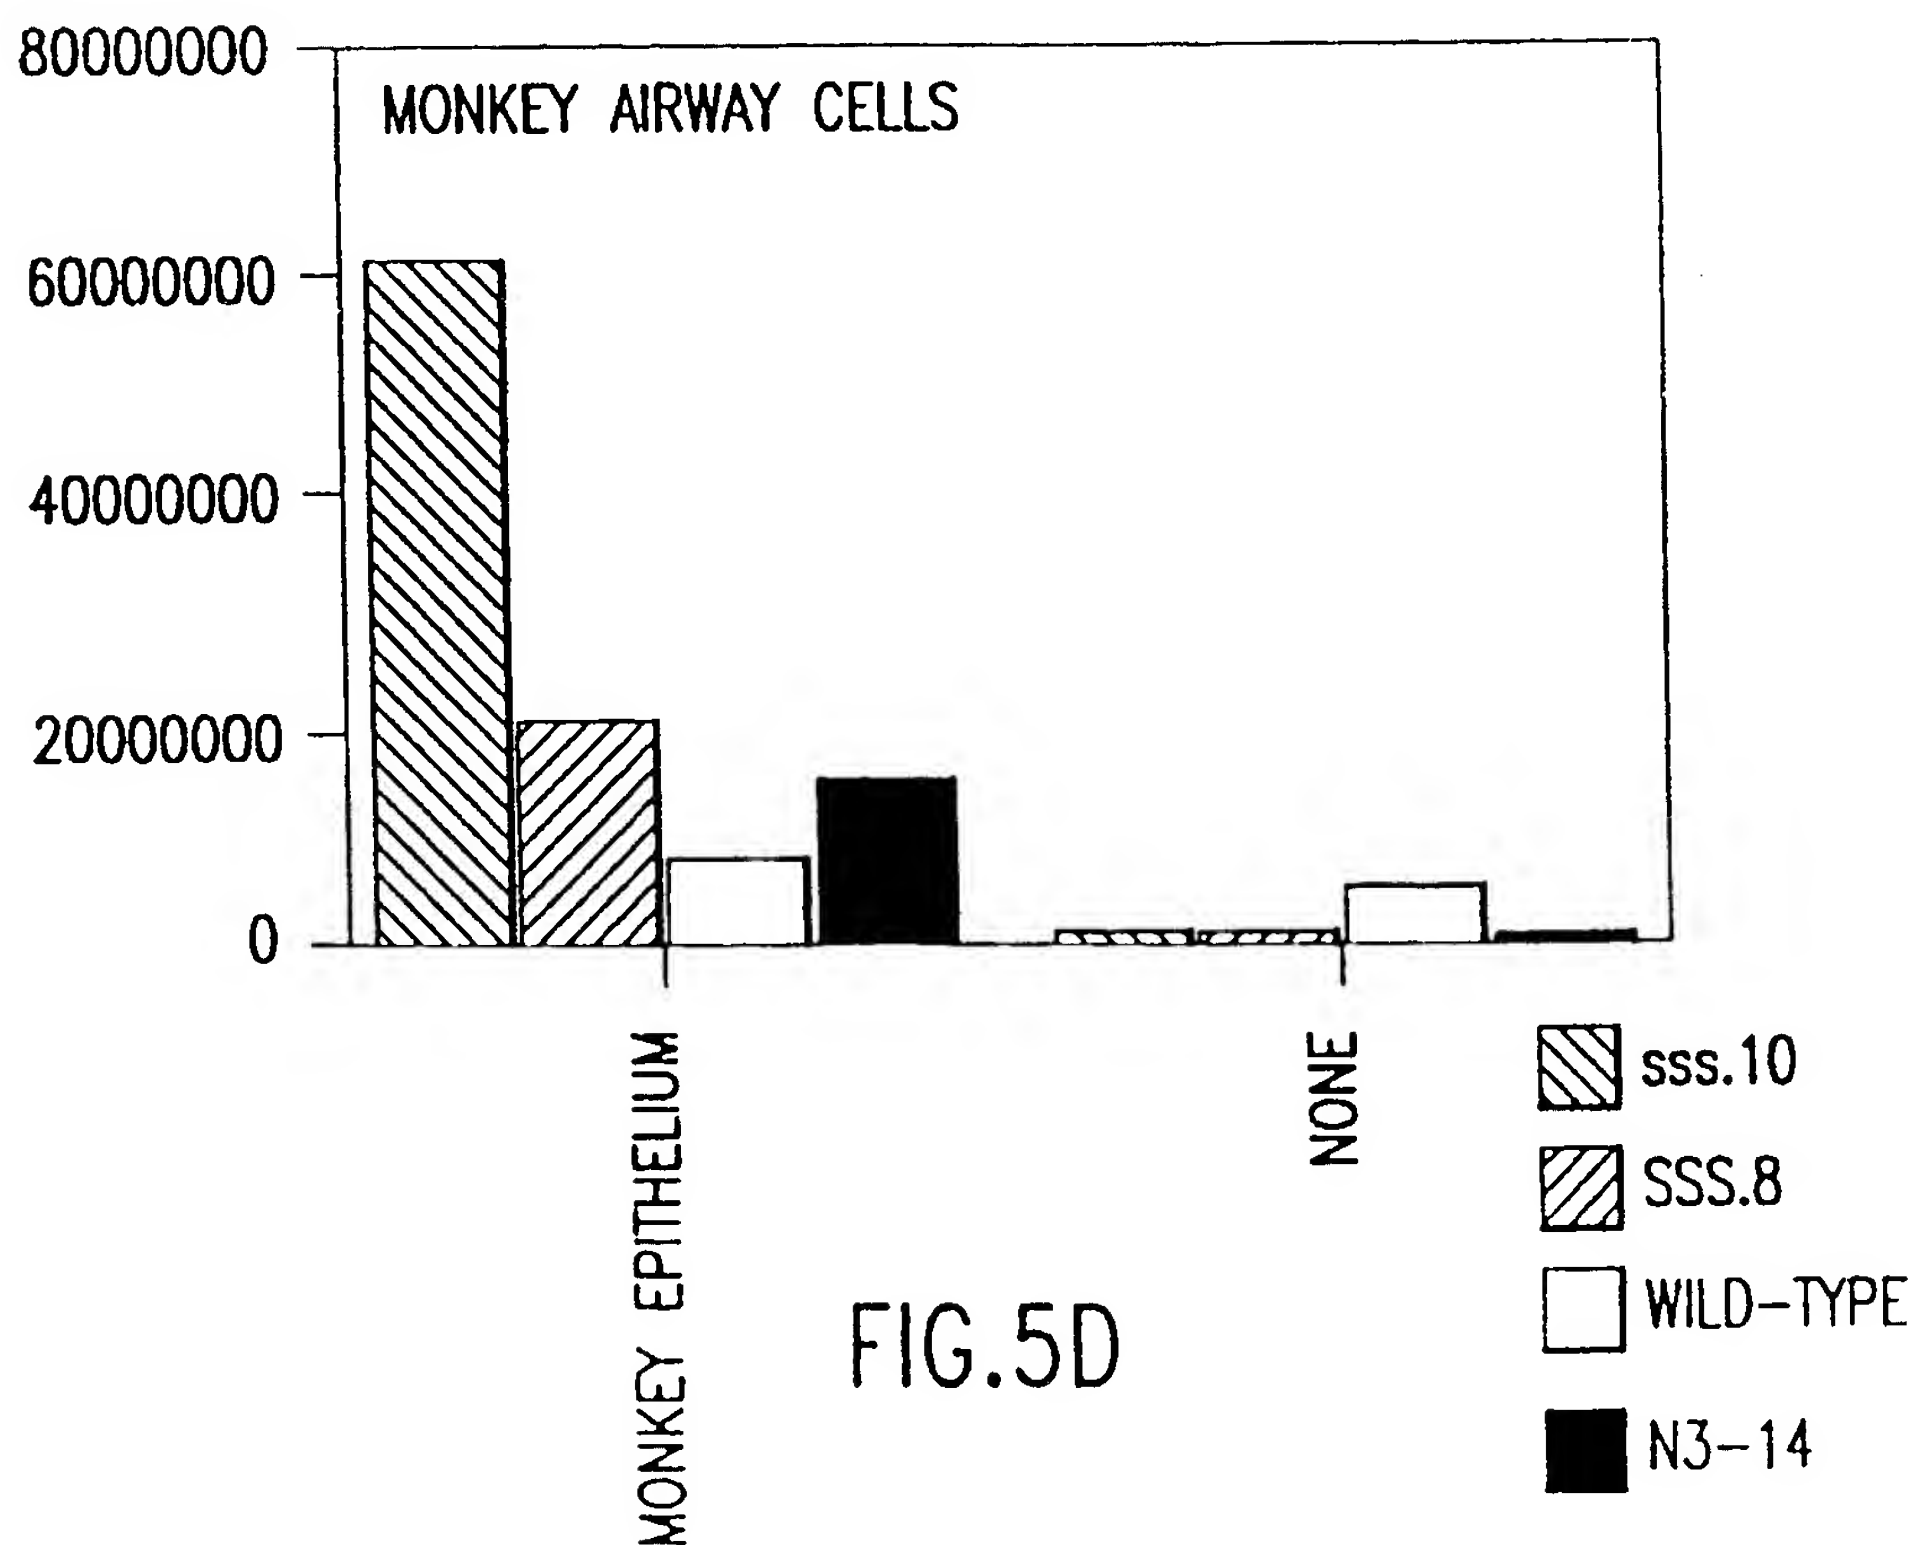 80000000
MONKEY AIRWAY CELLS
60000000
40000000
20000000
0
MONKEY EPITHELIUM
NONE
sss.10
SSS.8
WILD-TYPE
N3-14
FIG.5D